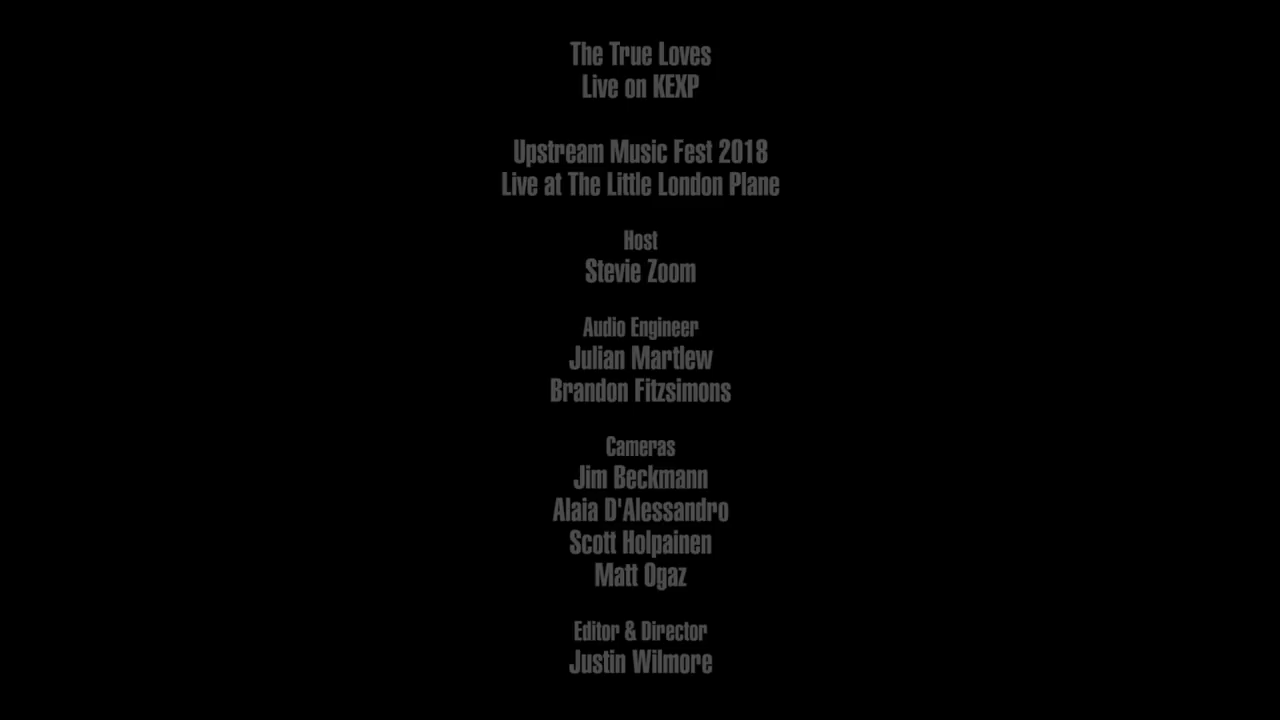 The True Loves
Live on KEXP
Upstream Music Fest 2018
Live at The Little London Plane
Host
Stevie Zoom
Audio Engineer
Julian Martlew
Brandon Fitzsimons
Cameras
Jim Beckmann
Alaia D'Alessandro
Scott Holpainen
Matt Ogaz
Editor & Director
Justin Wilmore